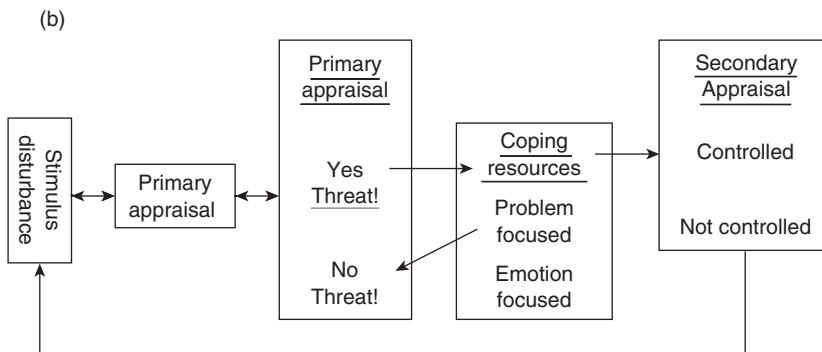 (b)
Stimulus
disturbance
Primary
appraisal
Primary
appraisal
Yes
Threat!
No
Threat!
Coping
resources
Problem
focused
Emotion
focused
Secondary
Appraisal
Controlled
Not controlled